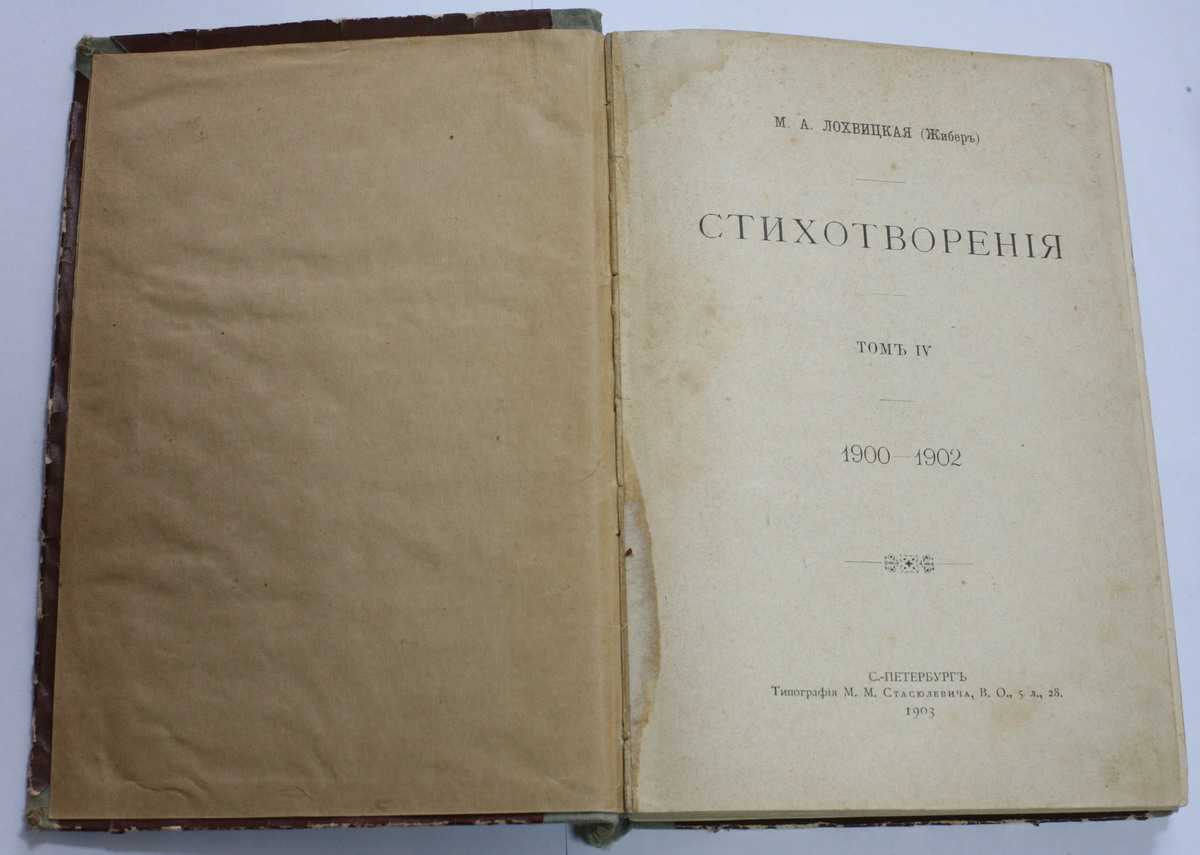 М. А. ЛОХВИЦКАЯ (Жиберъ)
СТИХОТВОРЕНІЯ
ТОМЪ IV
1900—1902
С.-ПЕТЕРБУРГЪ
Типографія М. М. Стасюлевича, В. О., 5 л., 28.
1903